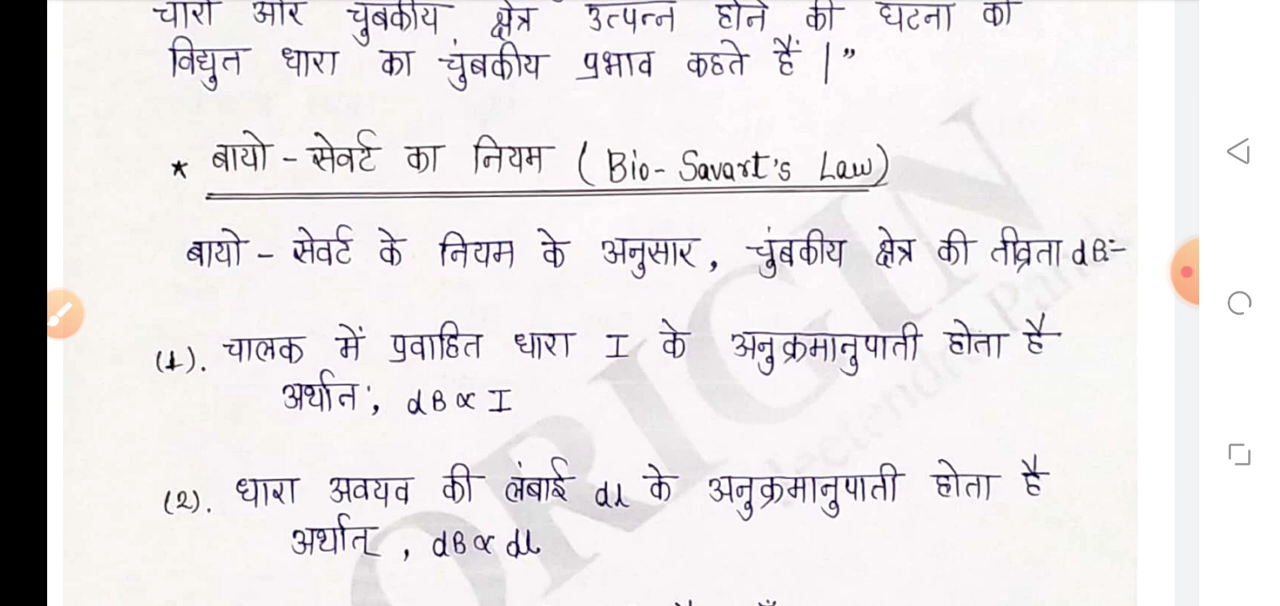 चारों ओर चुंबकीय क्षेत्र उत्पन्न होने की घटना को
विद्युत धारा का चुंबकीय प्रभाव कहते हैं |”
* बायो - सेवर्ट का नियम ( Bio- Savart's Law)
बायो - सेवर्ट के नियम के अनुसार, चुंबकीय क्षेत्र की तीव्रता dB:-
(1). चालक में प्रवाहित धारा I के अनुक्रमानुपाती होता है
अर्थात, dB ∝ I
(2). धारा अवयव की लंबाई dl के अनुक्रमानुपाती होता है
अर्थात्, dB ∝ dl
ORIGIN